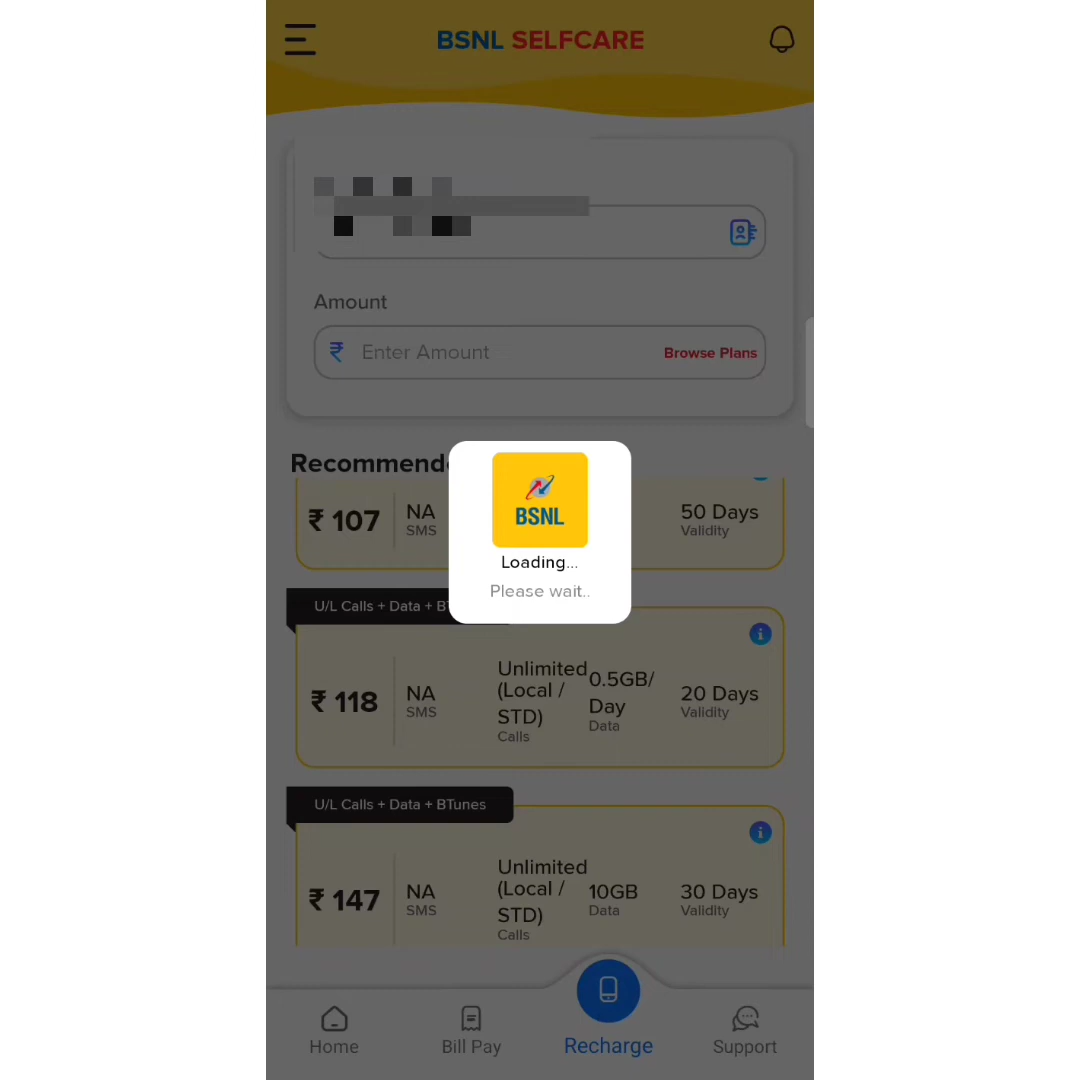 BSNL SELFCARE
Amount
₹ Enter Amount Browse Plans
Loading...
Please wait..
BSNL
₹ 107 NA 50 Days
SMS Validity
U/L Calls + Data +
₹ 118 NA Unlimited (Local / STD) 0.5GB/ Day 20 Days
SMS Calls Data Validity
U/L Calls + Data + BTunes
₹ 147 NA Unlimited (Local / STD) 10GB 30 Days
SMS Calls Data Validity
Home Bill Pay Recharge Support